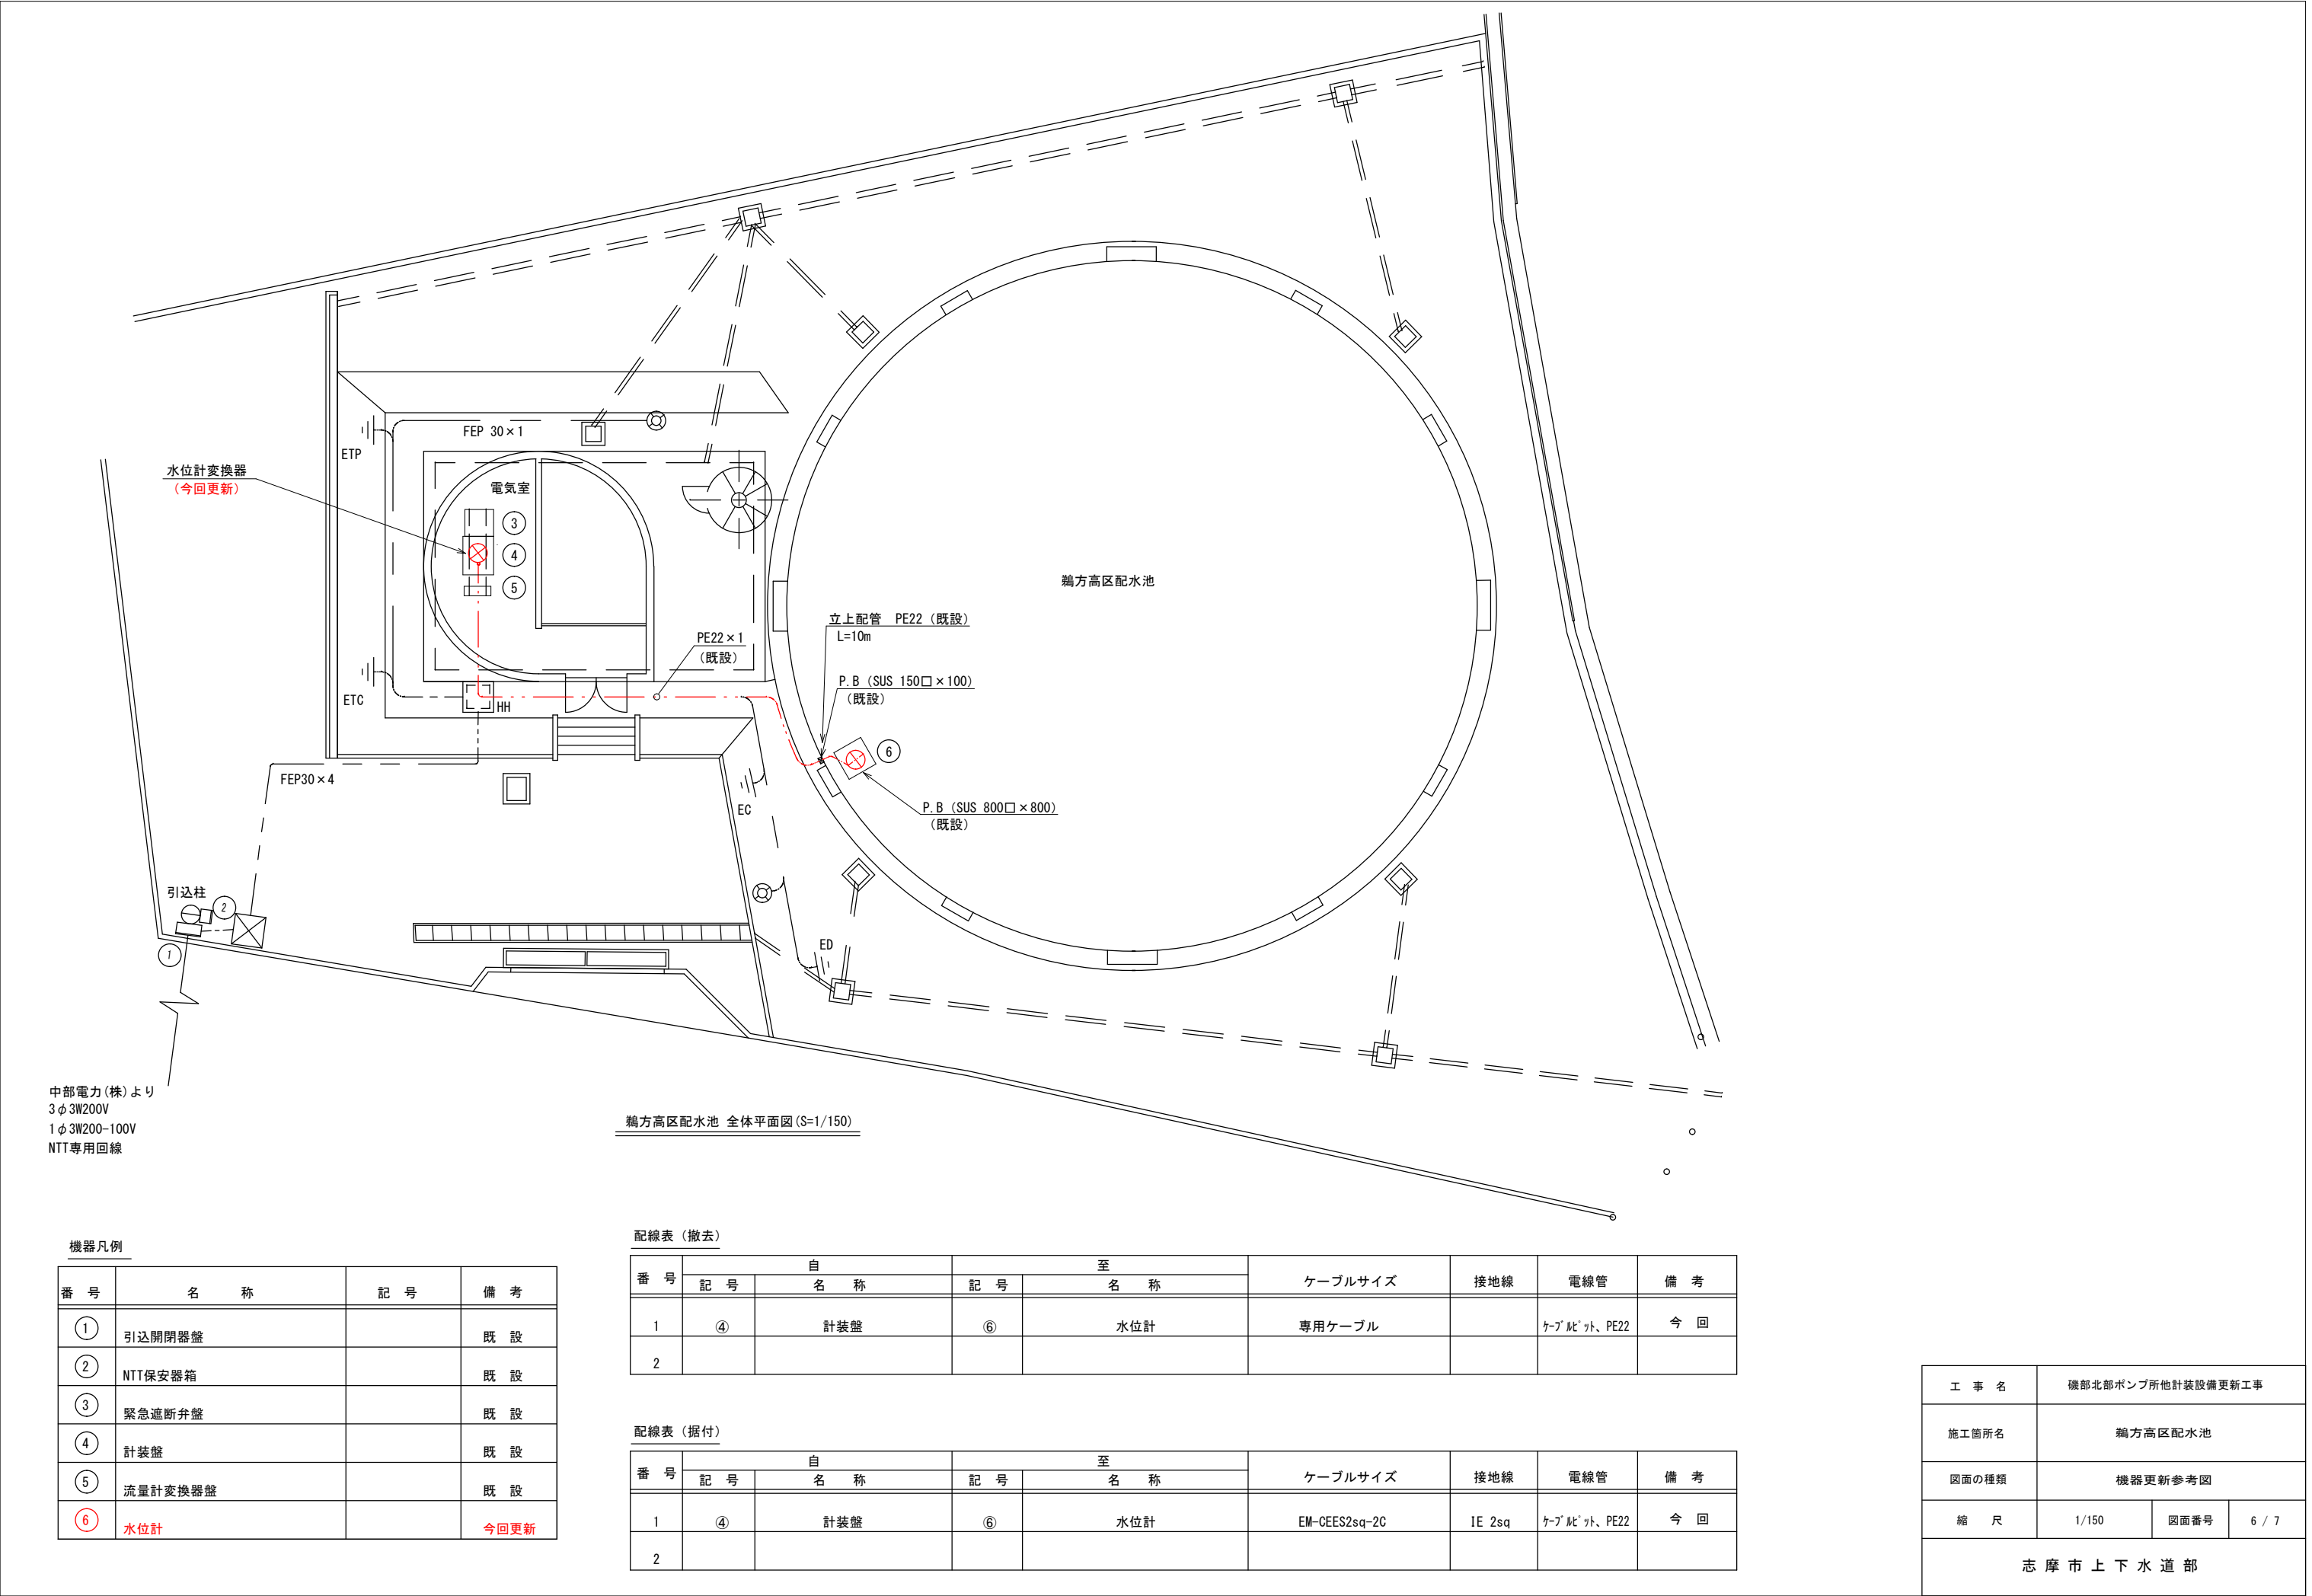 FEP 30×1
ETP
水位計変換器
(今回更新)
電気室
3
4
5
鵜方高区配水池
立上配管 PE22（既設）
L=10m
PE22×1
（既設）
P.B（SUS 150□×100）
（既設）
ETC
HH
6
FEP30×4
EC
P.B（SUS 800□×800）
（既設）
引込柱
2
1
ED
中部電力(株)より
3φ3W200V
1φ3W200-100V
NTT専用回線
鵜方高区配水池 全体平面図(S=1/150)
機器凡例
番 号 名 称 記 号 備 考
1 引込開閉器盤 既 設
2 NTT保安器箱 既 設
3 緊急遮断弁盤 既 設
4 計装盤 既 設
5 流量計変換器盤 既 設
6 水位計 今回更新
配線表（撤去）
番 号 自 至 ケーブルサイズ 接地線 電線管 備 考
記 号 名 称 記 号 名 称
1 ④ 計装盤 ⑥ 水位計 専用ケーブル ｹｰﾌﾞﾙﾋﾟｯﾄ、PE22 今 回
2
配線表（据付）
番 号 自 至 ケーブルサイズ 接地線 電線管 備 考
記 号 名 称 記 号 名 称
1 ④ 計装盤 ⑥ 水位計 EM-CEES2sq-2C IE 2sq ｹｰﾌﾞﾙﾋﾟｯﾄ、PE22 今 回
2
工 事 名 磯部北部ポンプ所他計装設備更新工事
施工箇所名 鵜方高区配水池
図面の種類 機器更新参考図
縮 尺 1/150 図面番号 6 / 7
志摩市上下水道部